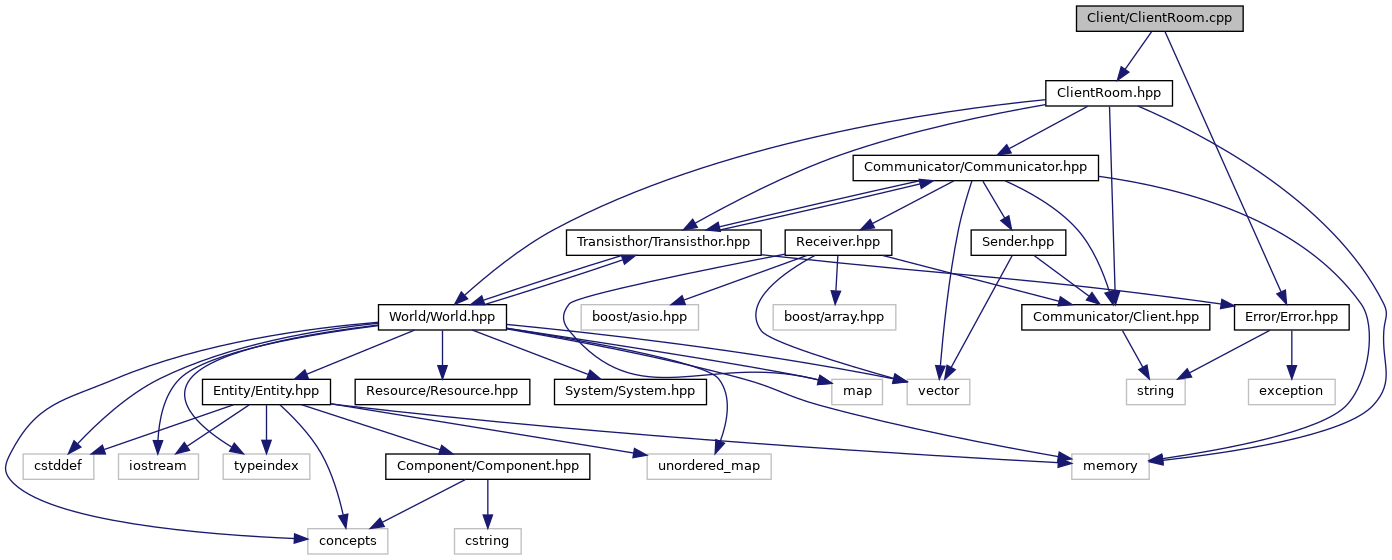 Client/ClientRoom.cpp
ClientRoom.hpp
Communicator/Communicator.hpp
Transisthor/Transisthor.hpp
Receiver.hpp
Sender.hpp
World/World.hpp
boost/asio.hpp
boost/array.hpp
Communicator/Client.hpp
Error/Error.hpp
Entity/Entity.hpp
Resource/Resource.hpp
System/System.hpp
map
vector
string
exception
cstddef
iostream
typeindex
Component/Component.hpp
unordered_map
memory
concepts
cstring